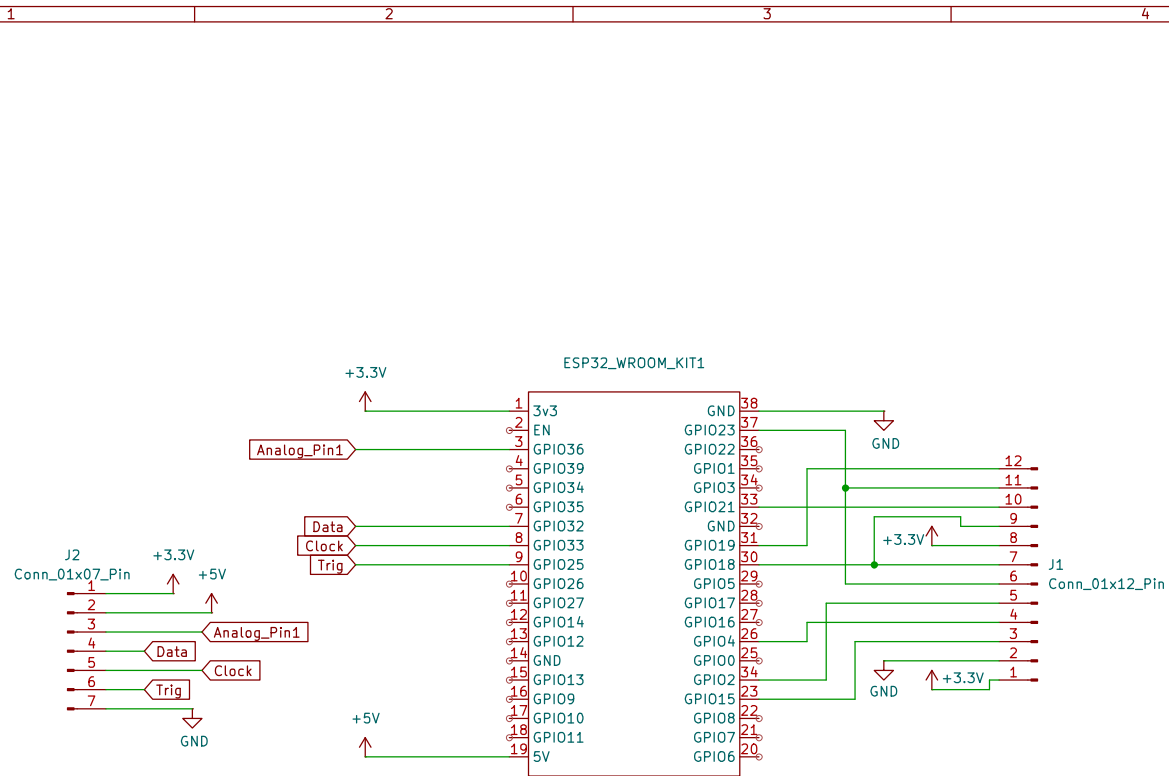 1 2 3 4
ESP32_WROOM_KIT1
+3.3V
1 3v3 GND 38
2 EN GPIO23 37
GND
Analog_Pin1 3 GPIO36 GPIO22 36
4 GPIO39 GPIO1 35 12
5 GPIO34 GPIO3 34 11
6 GPIO35 GPIO21 33 10
Data 7 GPIO32 GND 32 9
Clock 8 GPIO33 GPIO19 31 +3.3V 8
Trig 9 GPIO25 GPIO18 30 7 J1
10 GPIO26 GPIO5 29 6 Conn_01x12_Pin
11 GPIO27 GPIO17 28 5
12 GPIO14 GPIO16 27 4
13 GPIO12 GPIO4 26 3
14 GND GPIO0 25 2
15 GPIO13 GPIO2 34 GND +3.3V 1
16 GPIO9 GPIO15 23
17 GPIO10 GPIO8 22
18 GPIO11 GPIO7 21
+5V
19 5V GPIO6 20
J2 +3.3V
Conn_01x07_Pin +5V
1
2
3 Analog_Pin1
4 Data
5 Clock
6 Trig
7
GND